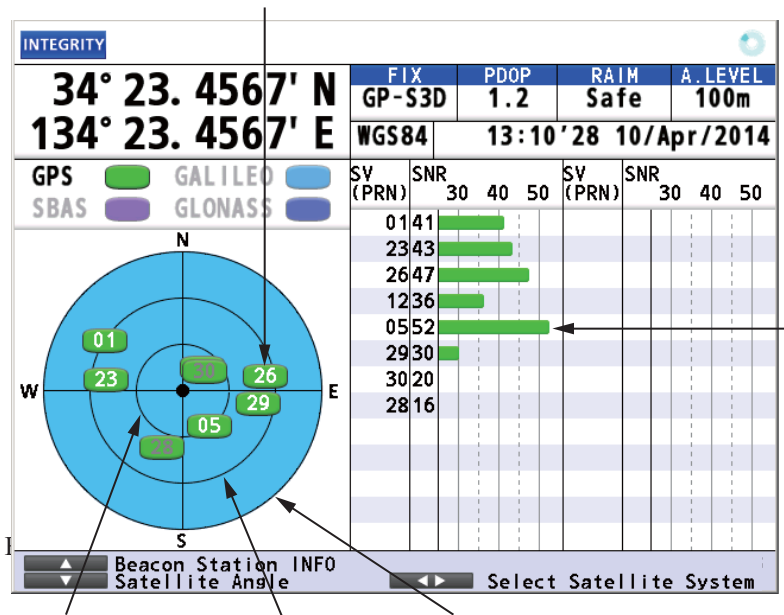 INTEGRITY
34° 23. 4567' N
134° 23. 4567' E
FIX PDOP RAIM A.LEVEL
GP-S3D 1.2 Safe 100m
WGS84 13:10'28 10/Apr/2014
GPS GALILEO
SBAS GLONASS
SV (PRN) SNR 30 40 50 SV (PRN) SNR 30 40 50
01 41
23 43
26 47
12 36
05 52
29 30
30 20
28 16
N
01
30
26
23
W E
29
05
28
S
Beacon Station INFO
Satellite Angle
Select Satellite System